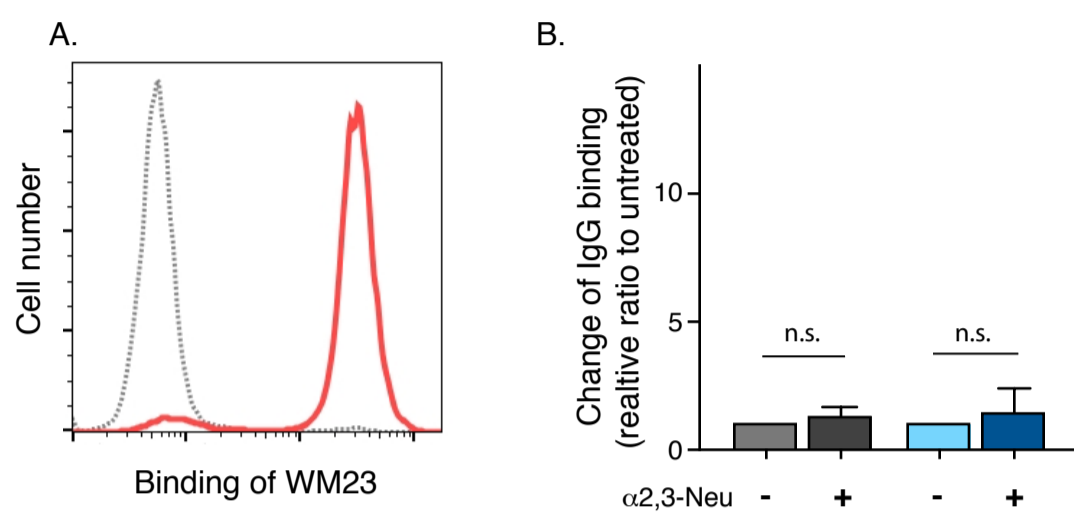 A.
Cell number
Binding of WM23
B.
Change of IgG binding
(realtive ratio to untreated)
10
5
0
n.s.
n.s.
α2,3-Neu - + - +